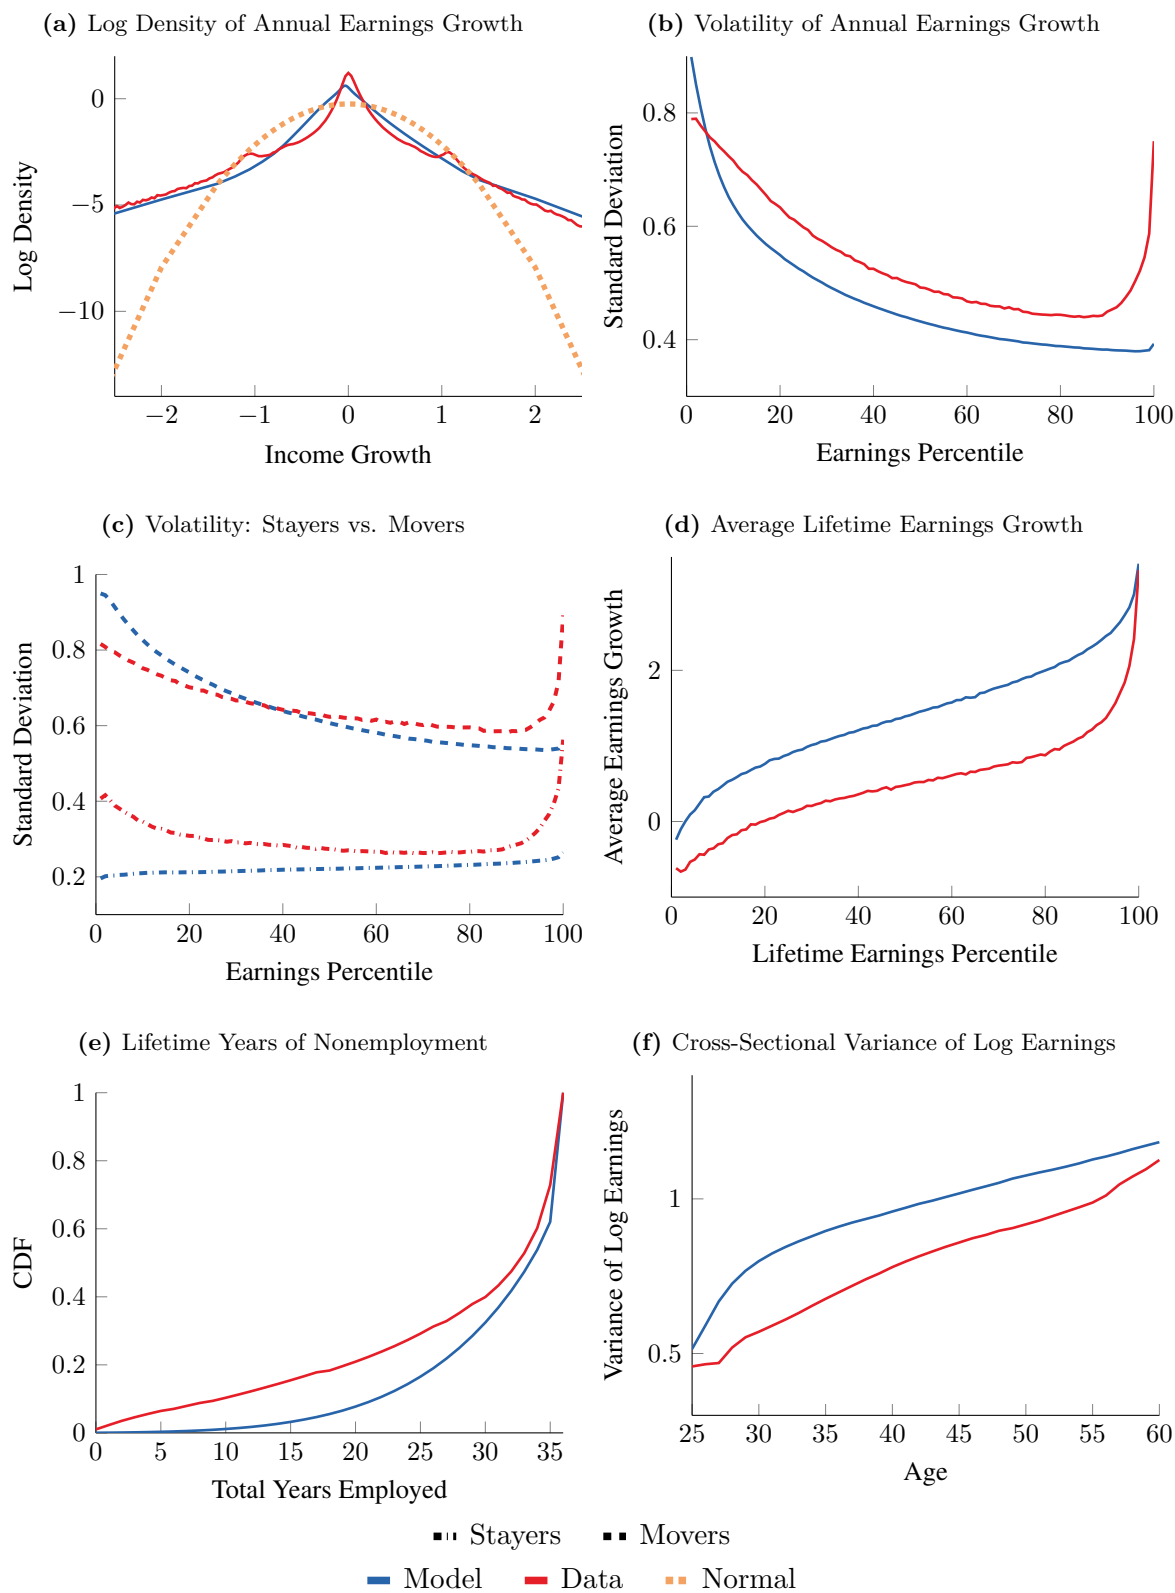 (a) Log Density of Annual Earnings Growth
0
−5
−10
−2 −1 0 1 2
Log Density
Income Growth
(b) Volatility of Annual Earnings Growth
0.8
0.6
0.4
0 20 40 60 80 100
Standard Deviation
Earnings Percentile
(c) Volatility: Stayers vs. Movers
1
0.8
0.6
0.4
0.2
0 20 40 60 80 100
Standard Deviation
Earnings Percentile
(d) Average Lifetime Earnings Growth
2
0
0 20 40 60 80 100
Average Earnings Growth
Lifetime Earnings Percentile
(e) Lifetime Years of Nonemployment
1
0.8
0.6
0.4
0.2
0
0 5 10 15 20 25 30 35
CDF
Total Years Employed
(f) Cross-Sectional Variance of Log Earnings
1
0.5
25 30 35 40 45 50 55 60
Variance of Log Earnings
Age
Stayers Movers
Model Data Normal